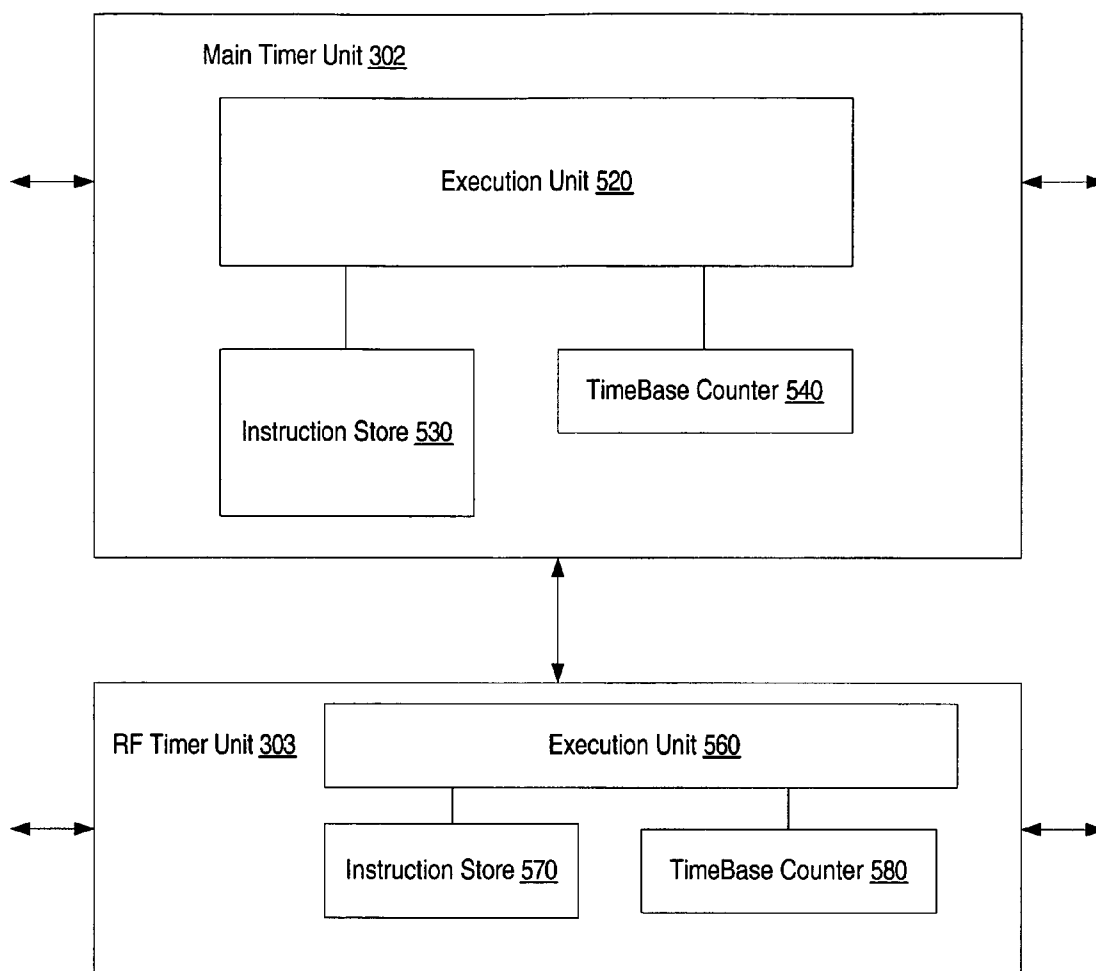 Main Timer Unit 302
Execution Unit 520
Instruction Store 530
TimeBase Counter 540
RF Timer Unit 303
Execution Unit 560
Instruction Store 570
TimeBase Counter 580